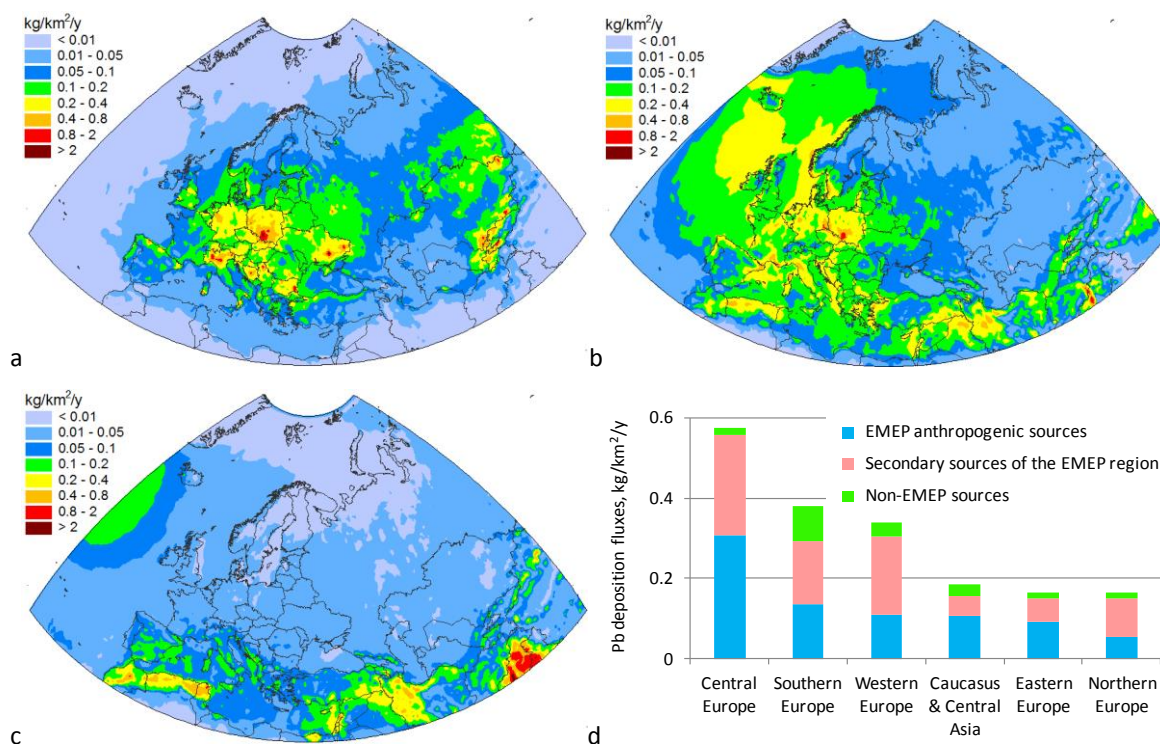 kg/km²/y
< 0.01
0.01 - 0.05
0.05 - 0.1
0.1 - 0.2
0.2 - 0.4
0.4 - 0.8
0.8 - 2
> 2
a
kg/km²/y
< 0.01
0.01 - 0.05
0.05 - 0.1
0.1 - 0.2
0.2 - 0.4
0.4 - 0.8
0.8 - 2
> 2
b
kg/km²/y
< 0.01
0.01 - 0.05
0.05 - 0.1
0.1 - 0.2
0.2 - 0.4
0.4 - 0.8
0.8 - 2
> 2
c
Pb deposition fluxes, kg/km²/y
0.6
0.4
0.2
0
EMEP anthropogenic sources
Secondary sources of the EMEP region
Non-EMEP sources
Central
Europe
Southern
Europe
Western
Europe
Caucasus
& Central
Asia
Eastern
Europe
Northern
Europe
d